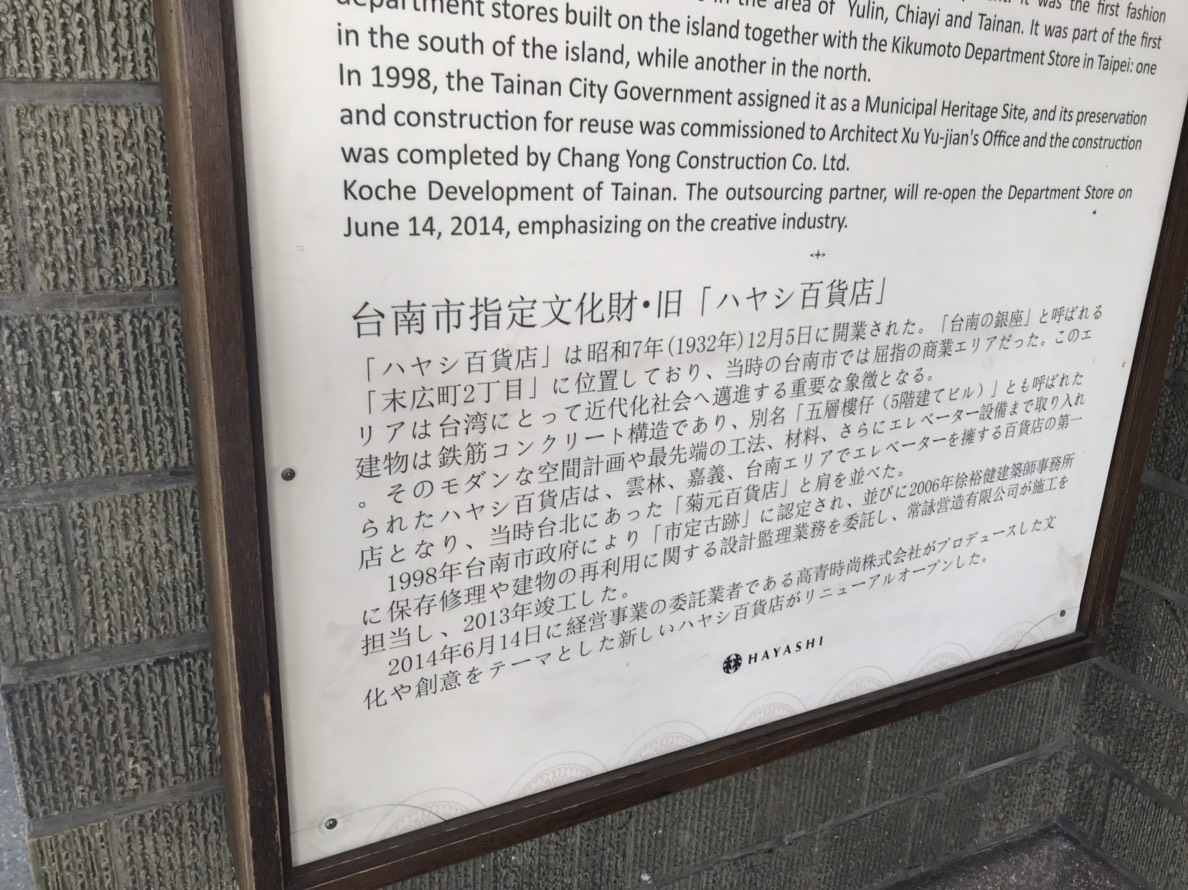 the area of Yulin, Chiayi and Tainan. It was part of the first
department stores built on the island together with the Kikumoto Department Store in Taipei: one
in the south of the island, while another in the north.
In 1998, the Tainan City Government assigned it as a Municipal Heritage Site, and its preservation
and construction for reuse was commissioned to Architect Xu Yu-jian's Office and the construction
was completed by Chang Yong Construction Co. Ltd.
Koche Development of Tainan. The outsourcing partner, will re-open the Department Store on
June 14, 2014, emphasizing on the creative industry.
台南市指定文化財・旧「ハヤシ百貨店」
「ハヤシ百貨店」は昭和7年(1932年)12月5日に開業された。「台南の銀座」と呼ばれる
「末広町2丁目」に位置しており、当時の台南市では屈指の商業エリアだった。このエ
リアは台湾にとって近代化社会へ邁進する重要な象徴となる。
建物は鉄筋コンクリート構造であり、別名「五層樓仔(5階建てビル)」とも呼ばれた
。そのモダンな空間計画や最先端の工法、材料、さらにエレベーター設備まで取り入れ
られたハヤシ百貨店は、雲林、嘉義、台南エリアでエレベーターを擁する百貨店の第一
店となり、当時台北にあった「菊元百貨店」と肩を並べた。
1998年台南市政府により「市定古跡」に認定され、並びに2006年徐裕健建築師事務所
に保存修理や建物の再利用に関する設計監理業務を委託し、常詠営造有限公司が施工を
担当し、2013年竣工した。
2014年6月14日に経営事業の委託業者である高青時尚株式会社がプロデュースした文
化や創意をテーマとした新しいハヤシ百貨店がリニューアルオープンした。
HAYASHI